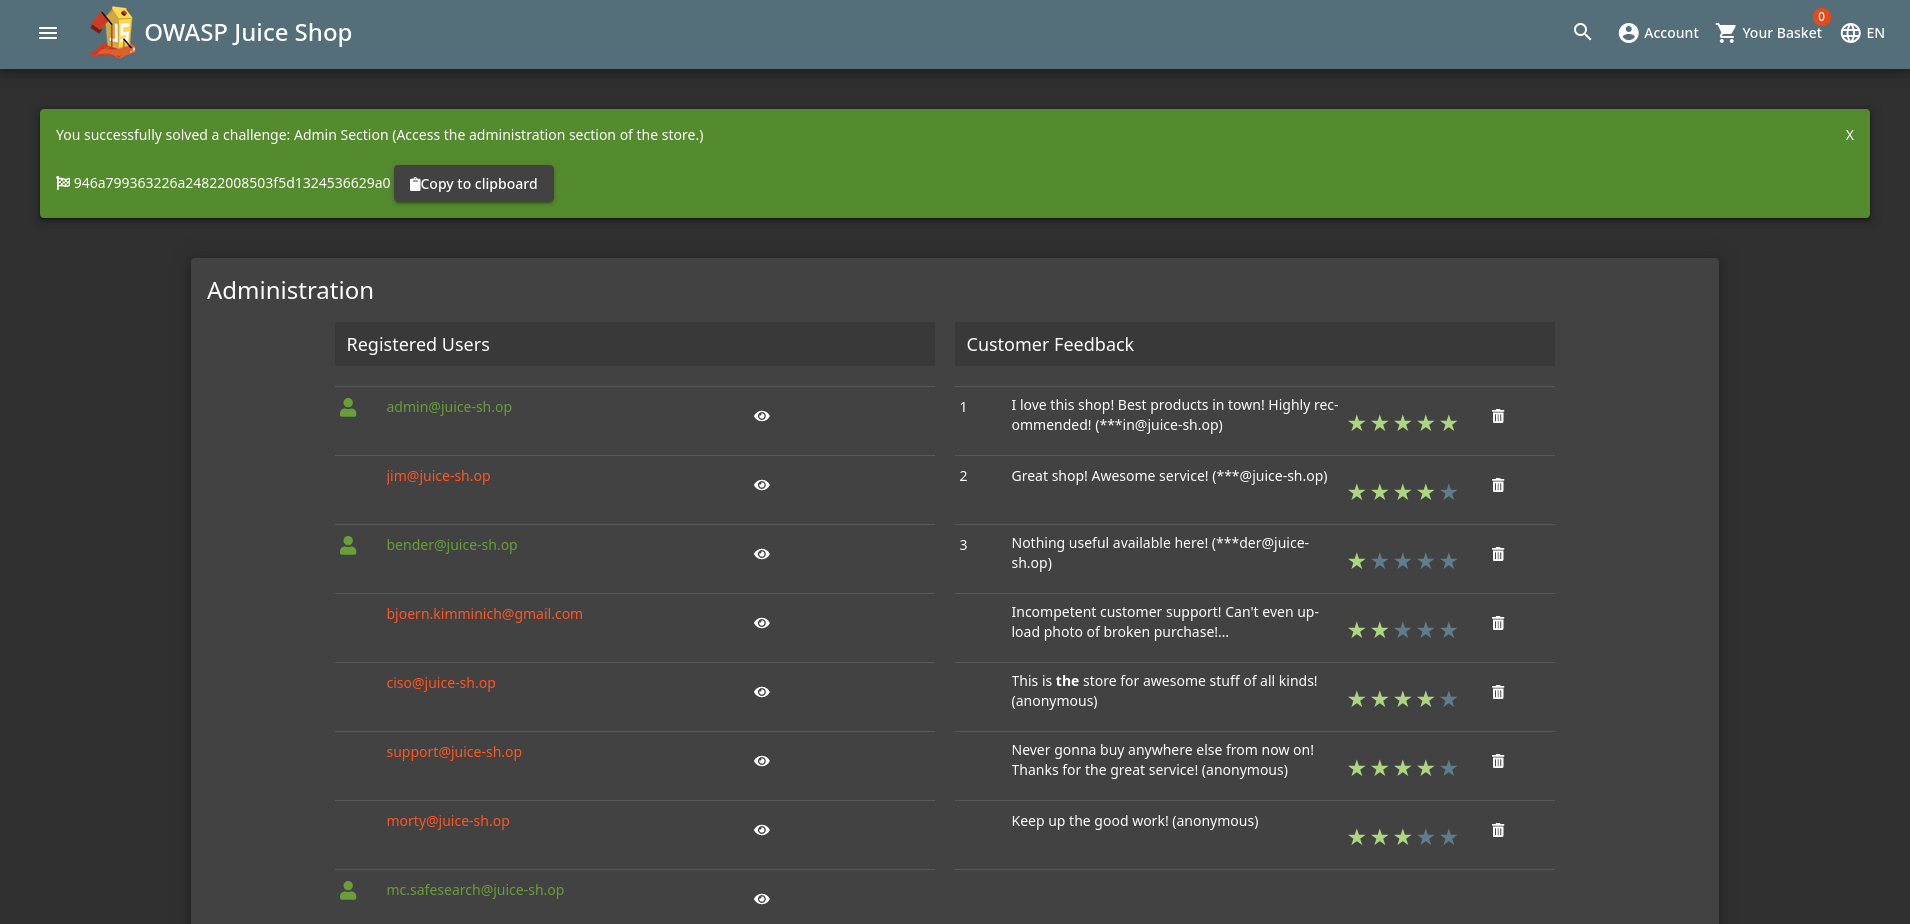 OWASP Juice Shop
Account
Your Basket
0
EN
You successfully solved a challenge: Admin Section (Access the administration section of the store.)
X
946a799363226a24822008503f5d1324536629a0
Copy to clipboard
Administration
Registered Users
admin@juice-sh.op
jim@juice-sh.op
bender@juice-sh.op
bjoern.kimminich@gmail.com
ciso@juice-sh.op
support@juice-sh.op
morty@juice-sh.op
mc.safesearch@juice-sh.op
Customer Feedback
1
I love this shop! Best products in town! Highly rec-
ommended! (***in@juice-sh.op)
2
Great shop! Awesome service! (***@juice-sh.op)
3
Nothing useful available here! (***der@juice-
sh.op)
Incompetent customer support! Can't even up-
load photo of broken purchase!...
This is the store for awesome stuff of all kinds!
(anonymous)
Never gonna buy anywhere else from now on!
Thanks for the great service! (anonymous)
Keep up the good work! (anonymous)